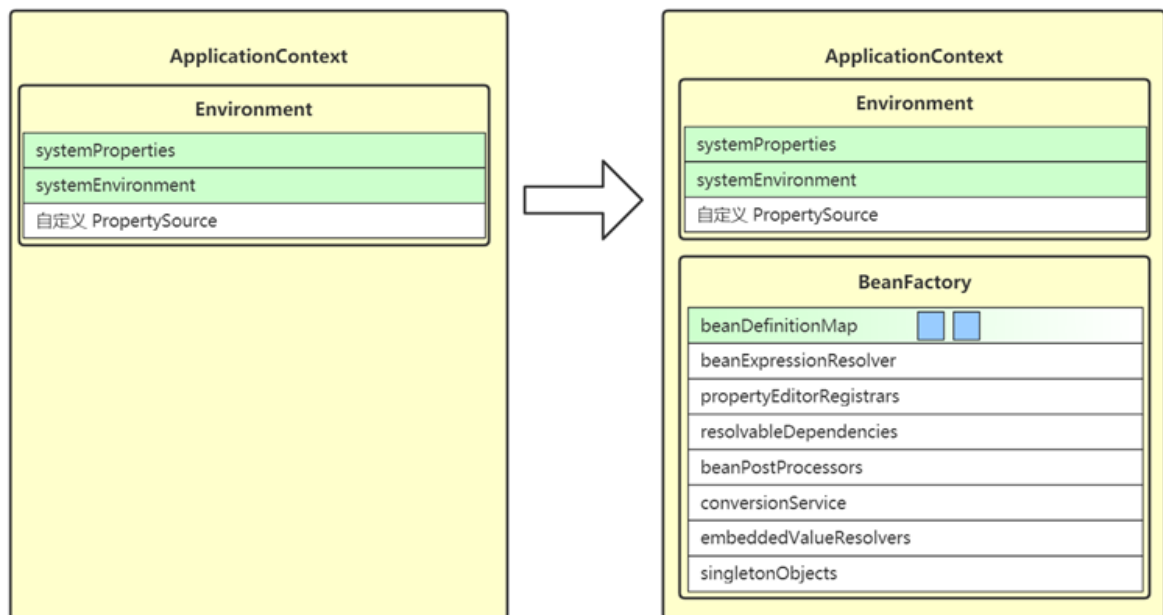 ApplicationContext
Environment
systemProperties
systemEnvironment
自定义 PropertySource
ApplicationContext
Environment
systemProperties
systemEnvironment
自定义 PropertySource
BeanFactory
beanDefinitionMap
beanExpressionResolver
propertyEditorRegistrars
resolvableDependencies
beanPostProcessors
conversionService
embeddedValueResolvers
singletonObjects